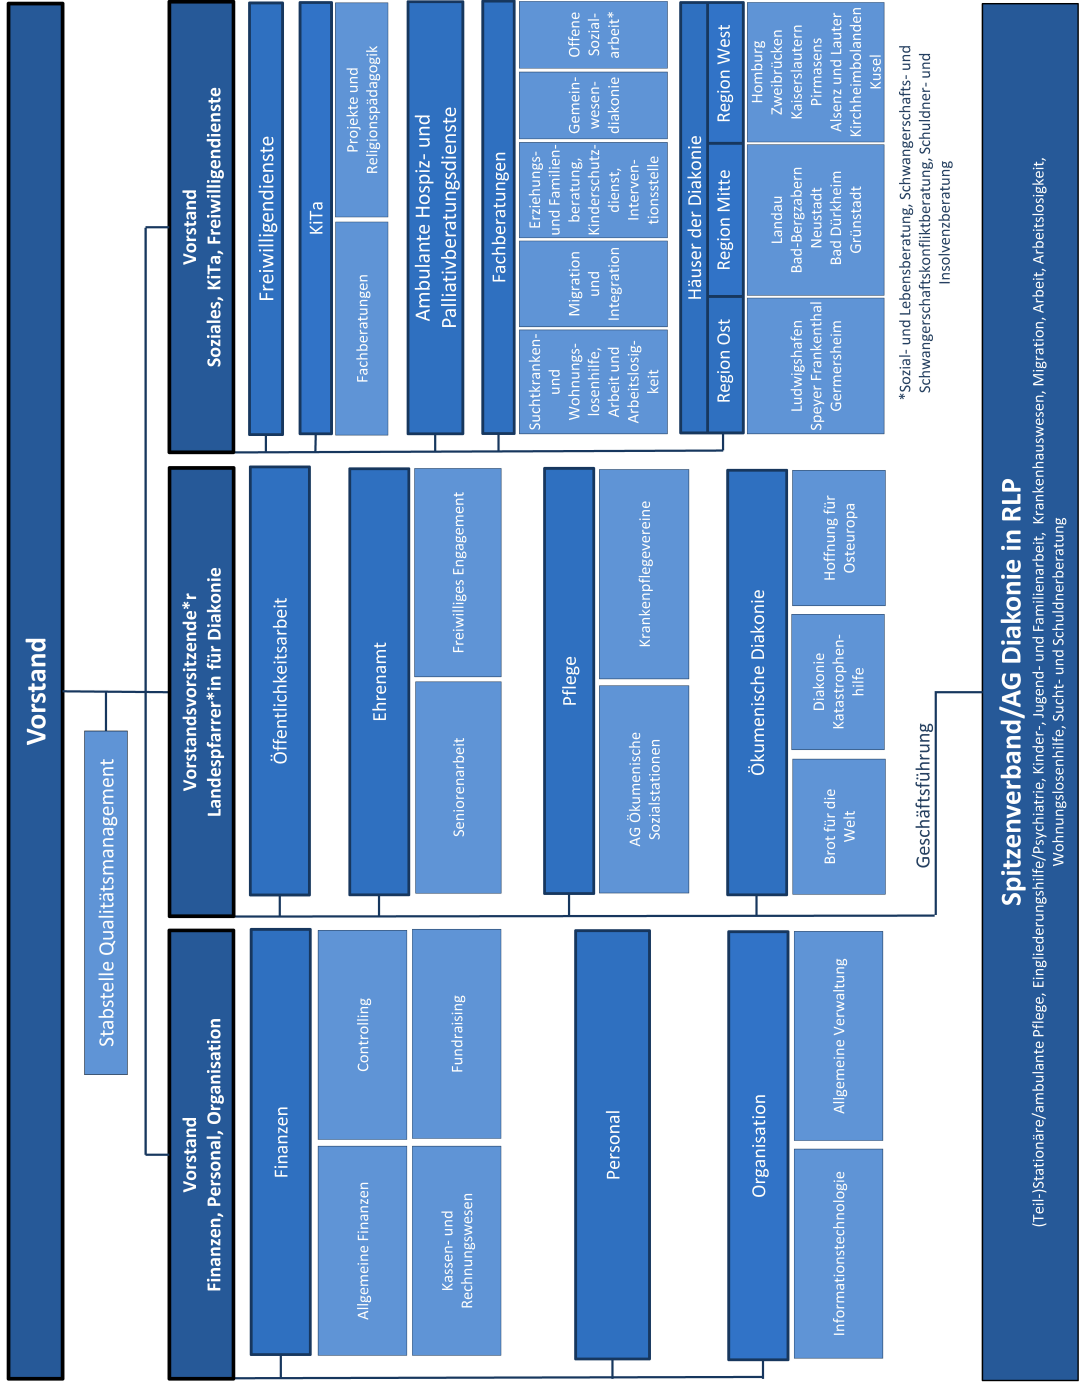 Vorstand
Stabstelle Qualitätsmanagement
Vorstand
Finanzen, Personal, Organisation
Finanzen
Allgemeine Finanzen
Controlling
Kassen- und
Rechnungswesen
Fundraising
Personal
Organisation
Informationstechnologie
Allgemeine Verwaltung
Vorstandsvorsitzende*r
Landespfarrer*in für Diakonie
Öffentlichkeitsarbeit
Ehrenamt
Seniorenarbeit
Freiwilliges Engagement
Pflege
AG Ökumenische
Sozialstationen
Krankenpflegevereine
Ökumenische Diakonie
Brot für die
Welt
Diakonie
Katastrophen-
hilfe
Hoffnung für
Osteuropa
Geschäftsführung
Vorstand
Soziales, KiTa, Freiwilligendienste
Freiwilligendienste
KiTa
Fachberatungen
Projekte und
Religionspädagogik
Ambulante Hospiz- und
Palliativberatungsdienste
Fachberatungen
Suchtkranken-
und
Wohnungs-
losenhilfe,
Arbeit und
Arbeitslosig-
keit
Migration
und
Integration
Erziehungs-
und Familien-
beratung,
Kinderschutz-
dienst,
Interven-
tionsstelle
Gemein-
wesen-
diakonie
Offene
Sozial-
arbeit*
Häuser der Diakonie
Region Ost
Region Mitte
Region West
Ludwigshafen
Speyer Frankenthal
Germersheim
Landau
Bad-Bergzabern
Neustadt
Bad Dürkheim
Grünstadt
Homburg
Zweibrücken
Kaiserslautern
Pirmasens
Alsenz und Lauter
Kirchheimbolanden
Kusel
*Sozial- und Lebensberatung, Schwangerschafts- und
Schwangerschaftskonfliktberatung, Schuldner- und
Insolvenzberatung
Spitzenverband/AG Diakonie in RLP
(Teil-)Stationäre/ambulante Pflege, Eingliederungshilfe/Psychiatrie, Kinder-, Jugend- und Familienarbeit, Krankenhauswesen, Migration, Arbeit, Arbeitslosigkeit,
Wohnungslosenhilfe, Sucht- und Schuldnerberatung